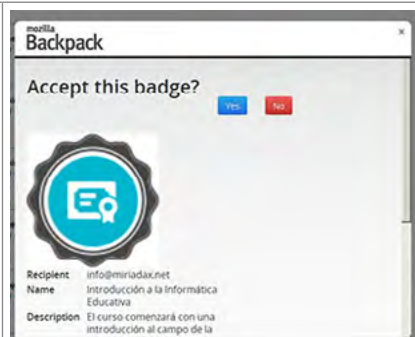 mozilla
Backpack
×
Accept this badge?
Yes No
Recipient info@miriadax.net
Name Introducción a la Informática
Educativa
Description El curso comenzará con una
introducción al campo de la